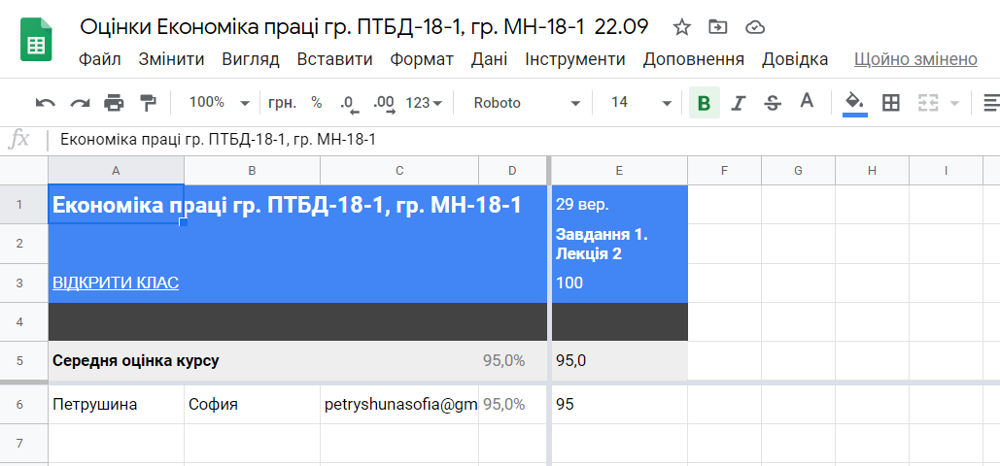 Оцінки Економіка праці гр. ПТБД-18-1, гр. МН-18-1 22.09
Файл Змінити Вигляд Вставити Формат Дані Інструменти Доповнення Довідка Щойно змінено
100% грн. % .0 .00 123 Roboto 14 B I S A
fx Економіка праці гр. ПТБД-18-1, гр. МН-18-1
A B C D E F G H I
1 Економіка праці гр. ПТБД-18-1, гр. МН-18-1 29 вер.
2 Завдання 1.
Лекція 2
3 ВІДКРИТИ КЛАС 100
4
5 Середня оцінка курсу 95,0% 95,0
6 Петрушина София petryshunasofia@gm 95,0% 95
7